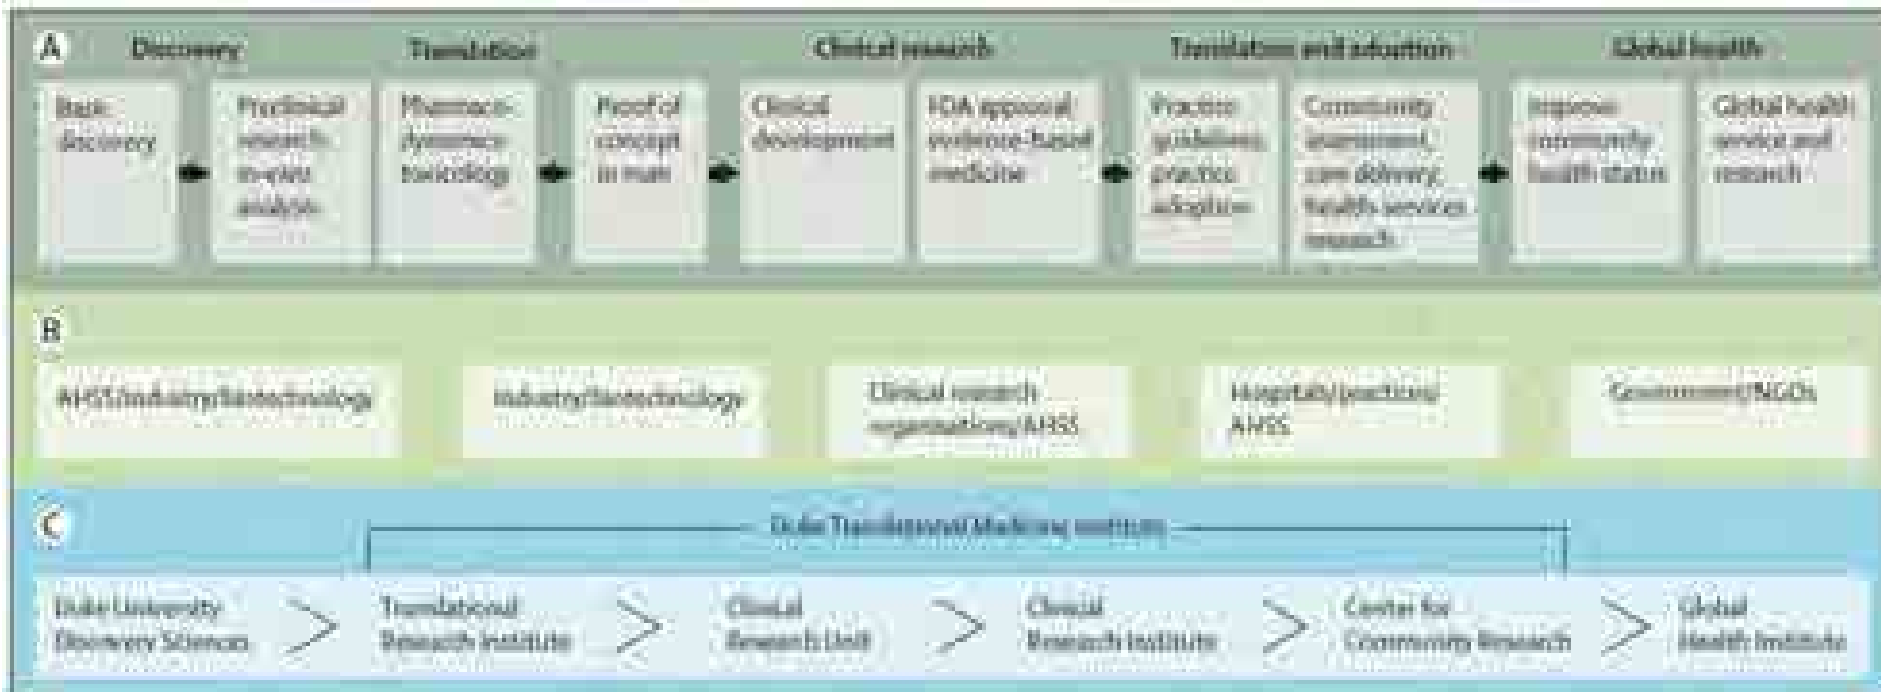 A
Discovery
Translation
Clinical research
Translation and adoption
Global health
Basic
discovery
Preclinical
research
in-vivo
analysis
Pharmaco-
dynamics
toxicology
Proof of
concept
in man
Clinical
development
FDA approval
evidence-based
medicine
Practice
guidelines,
practice
adoption
Community
assessment,
care delivery,
health-services
research
Improve
community
health status
Global health
service and
research
B
AHSS/industry/biotechnology
Industry/biotechnology
Clinical research
organisations/AHSS
Hospitals/practices/
AHSS
Government/NGOs
C
Duke Translational Medicine Institute
Duke University
Discovery Sciences
Translational
Research Institute
Clinical
Research Unit
Clinical
Research Institute
Center for
Community Research
Global
Health Institute